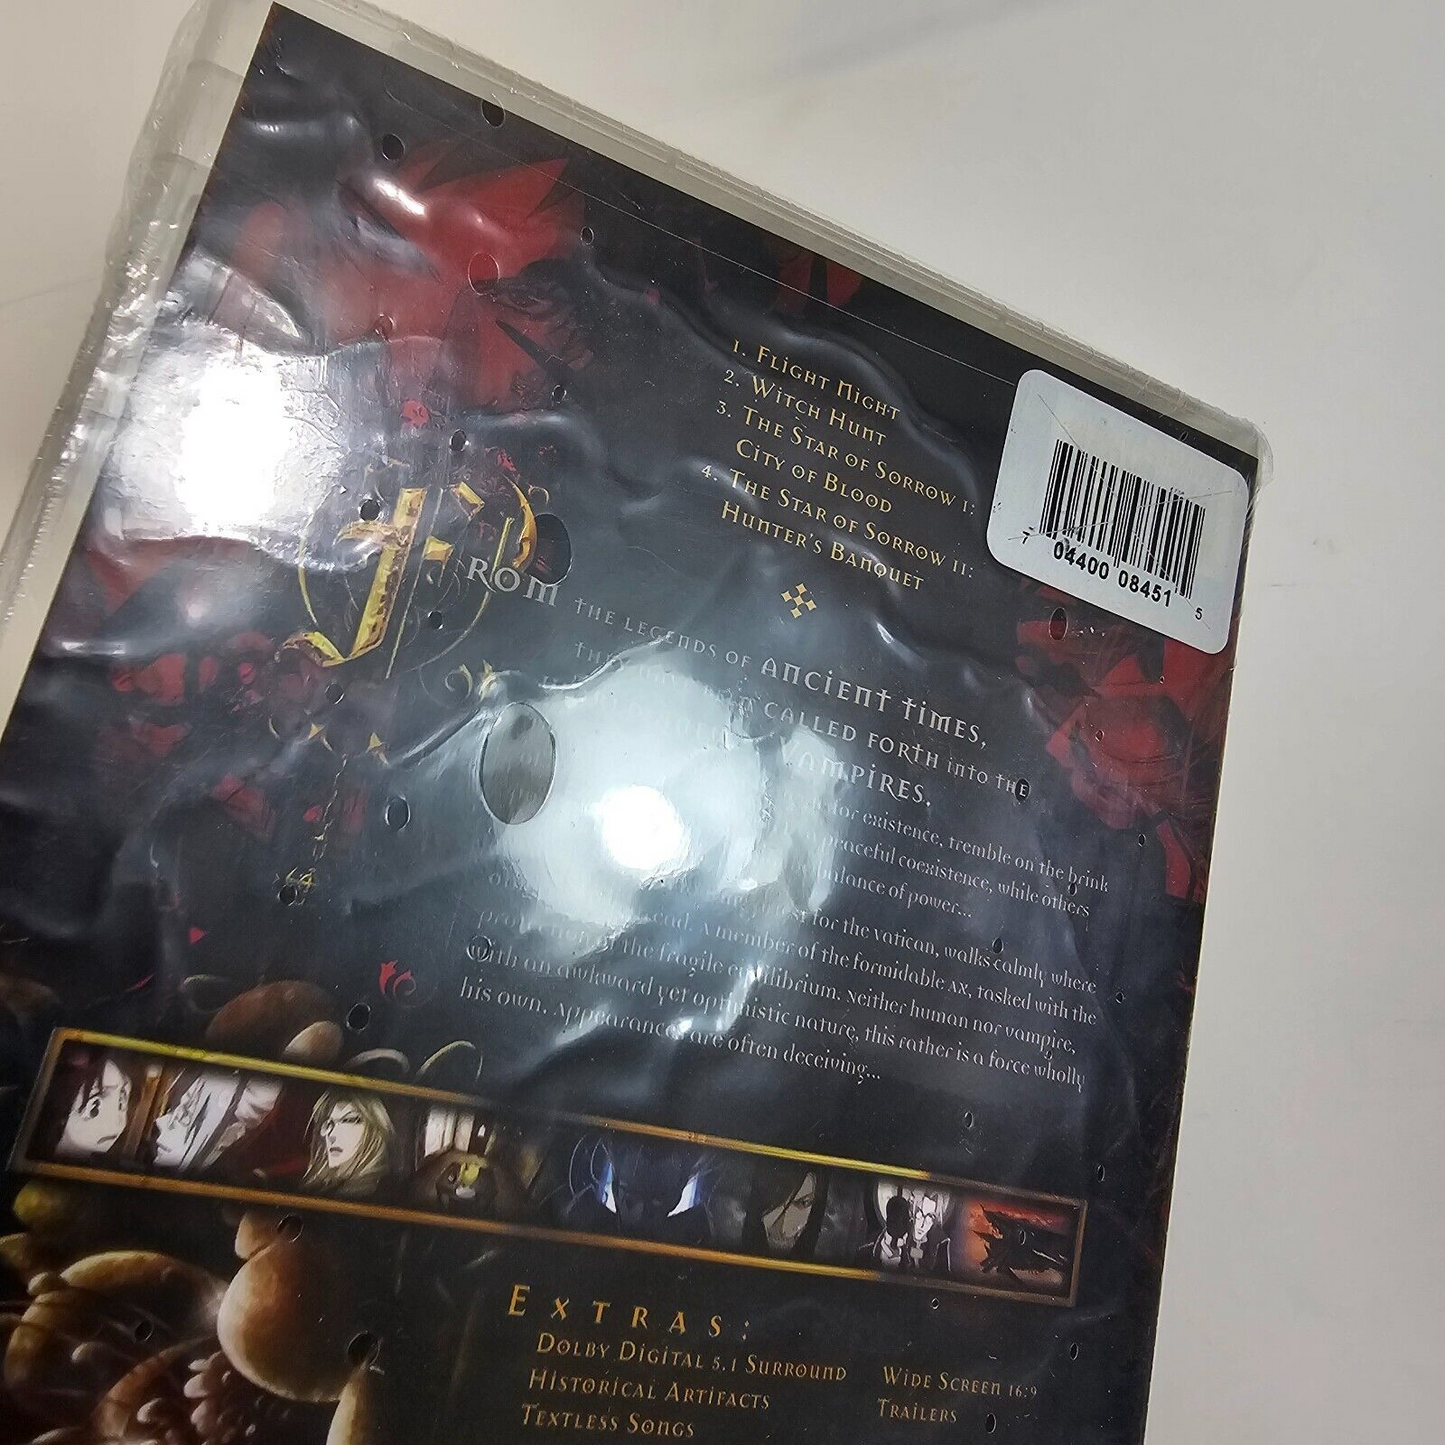 1. Flight Night
2. Witch Hunt
3. The Star of Sorrow I:
City of Blood
4. The Star of Sorrow II:
Hunter's Banquet
7 04400 08451 5
From the legends of ancient times,
they called forth into the
vampires.
existence, tremble on the brink
peaceful coexistence, while others
balance of power...
priest for the vatican, walks calmly where
A member of the formidable AX, tasked with the
protection of the fragile equilibrium. Neither human nor vampire,
with an awkward yet optimistic nature, this Father is a force wholly
his own. Appearances are often deceiving...
Extras:
Dolby Digital 5.1 Surround
Wide Screen 16:9
Historical Artifacts
Trailers
Textless Songs